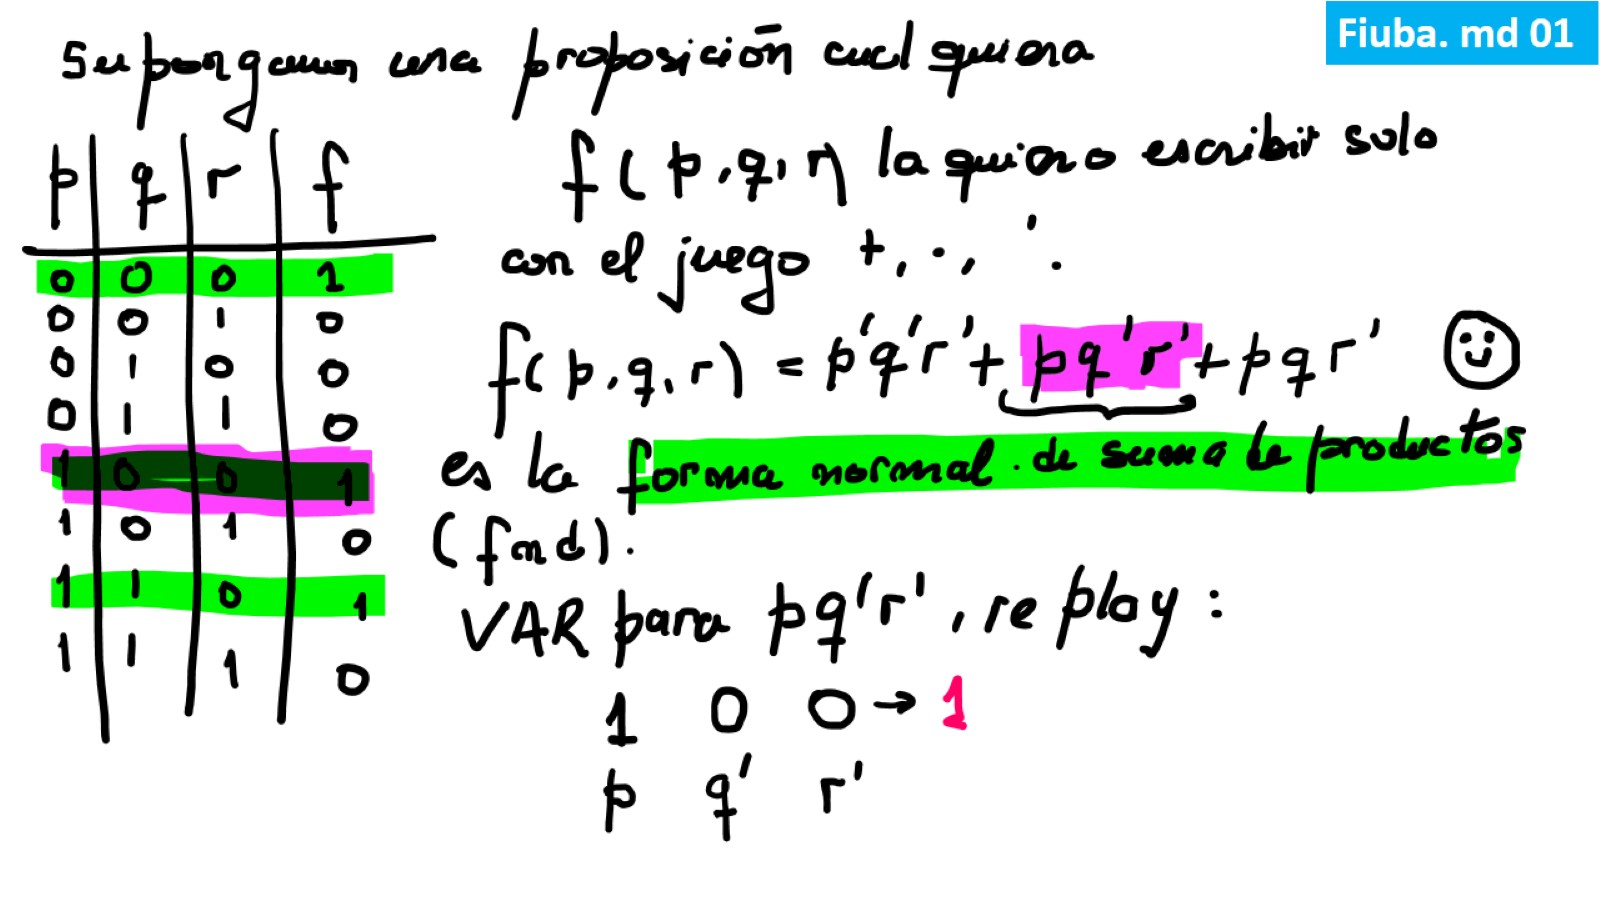 Fiuba. md 01
Supongamos una proposición cualquiera
f(p,q,r) la quiero escribir solo
con el juego +, ·, '.
f(p,q,r) = p'q'r' + pq'r' + pqr'
es la forma normal de suma de productos
(fnd).
VAR para pq'r', replay:
1 0 0 → 1
p q' r'
p q r f
0 0 0 1
0 0 1 0
0 1 0 0
0 1 1 0
1 0 0 1
1 0 1 0
1 1 0 1
1 1 1 0